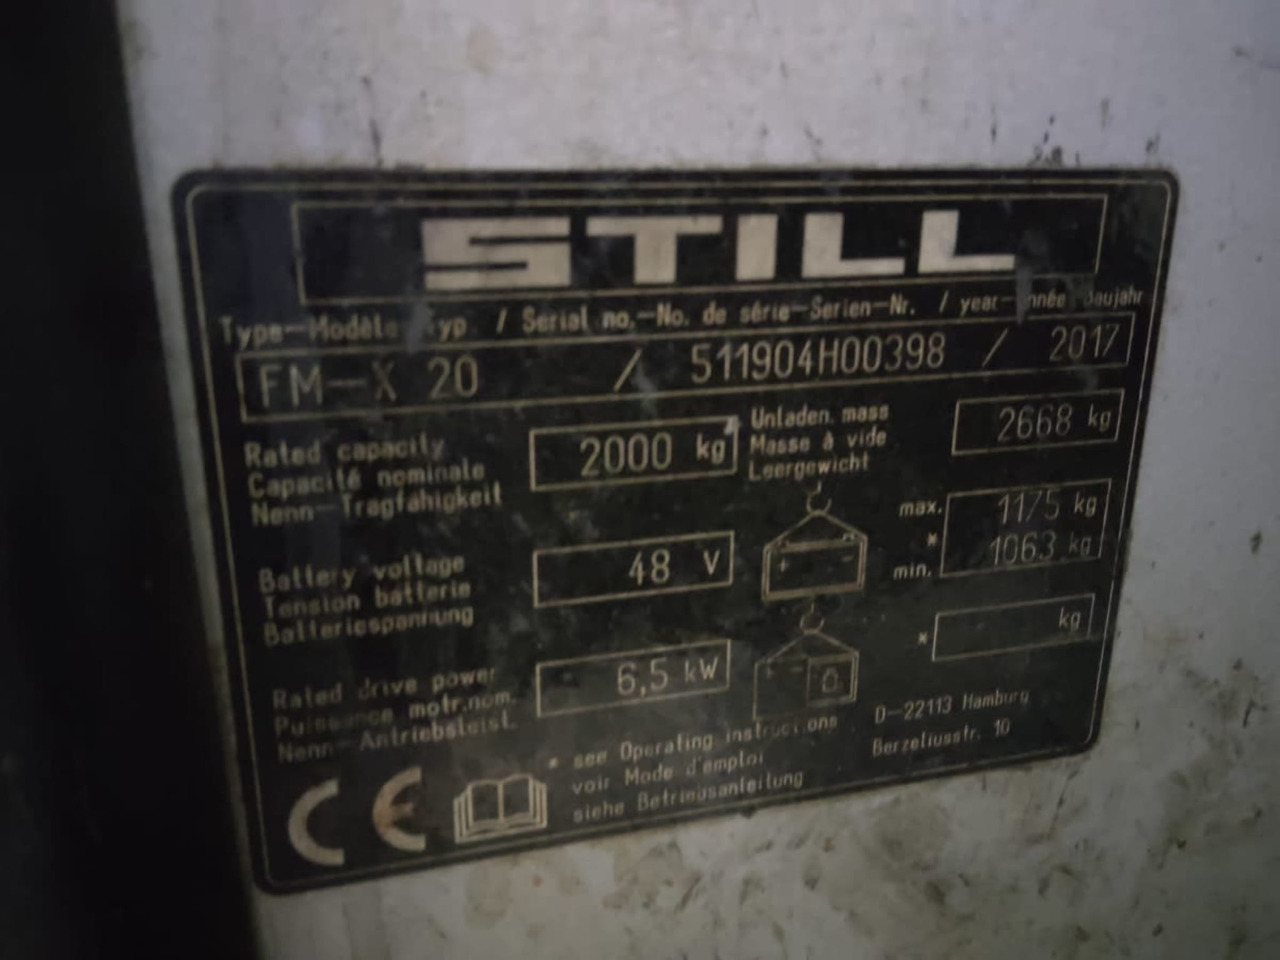 STILL
Type-Modèle-Typ / Serial no.-No. de série-Serien-Nr. / year-année-Baujahr
FM-X 20 / 511904H00398 / 2017
Rated capacity
Capacité nominale
Nenn-Tragfähigkeit
2000 kg
Unladen mass
Masse à vide
Leergewicht
2668 kg
Battery voltage
Tension batterie
Batteriespannung
48 V
+ -
max.
*
min.
1175 kg
1063 kg
Rated drive power
Puissance motr.nom.
Nenn-Antriebsleist.
6,5 kW
+ -
*
kg
CE
* see Operating instructions
voir Mode d'emploi
siehe Betriebsanleitung
D-22113 Hamburg
Berzeliusstr. 10